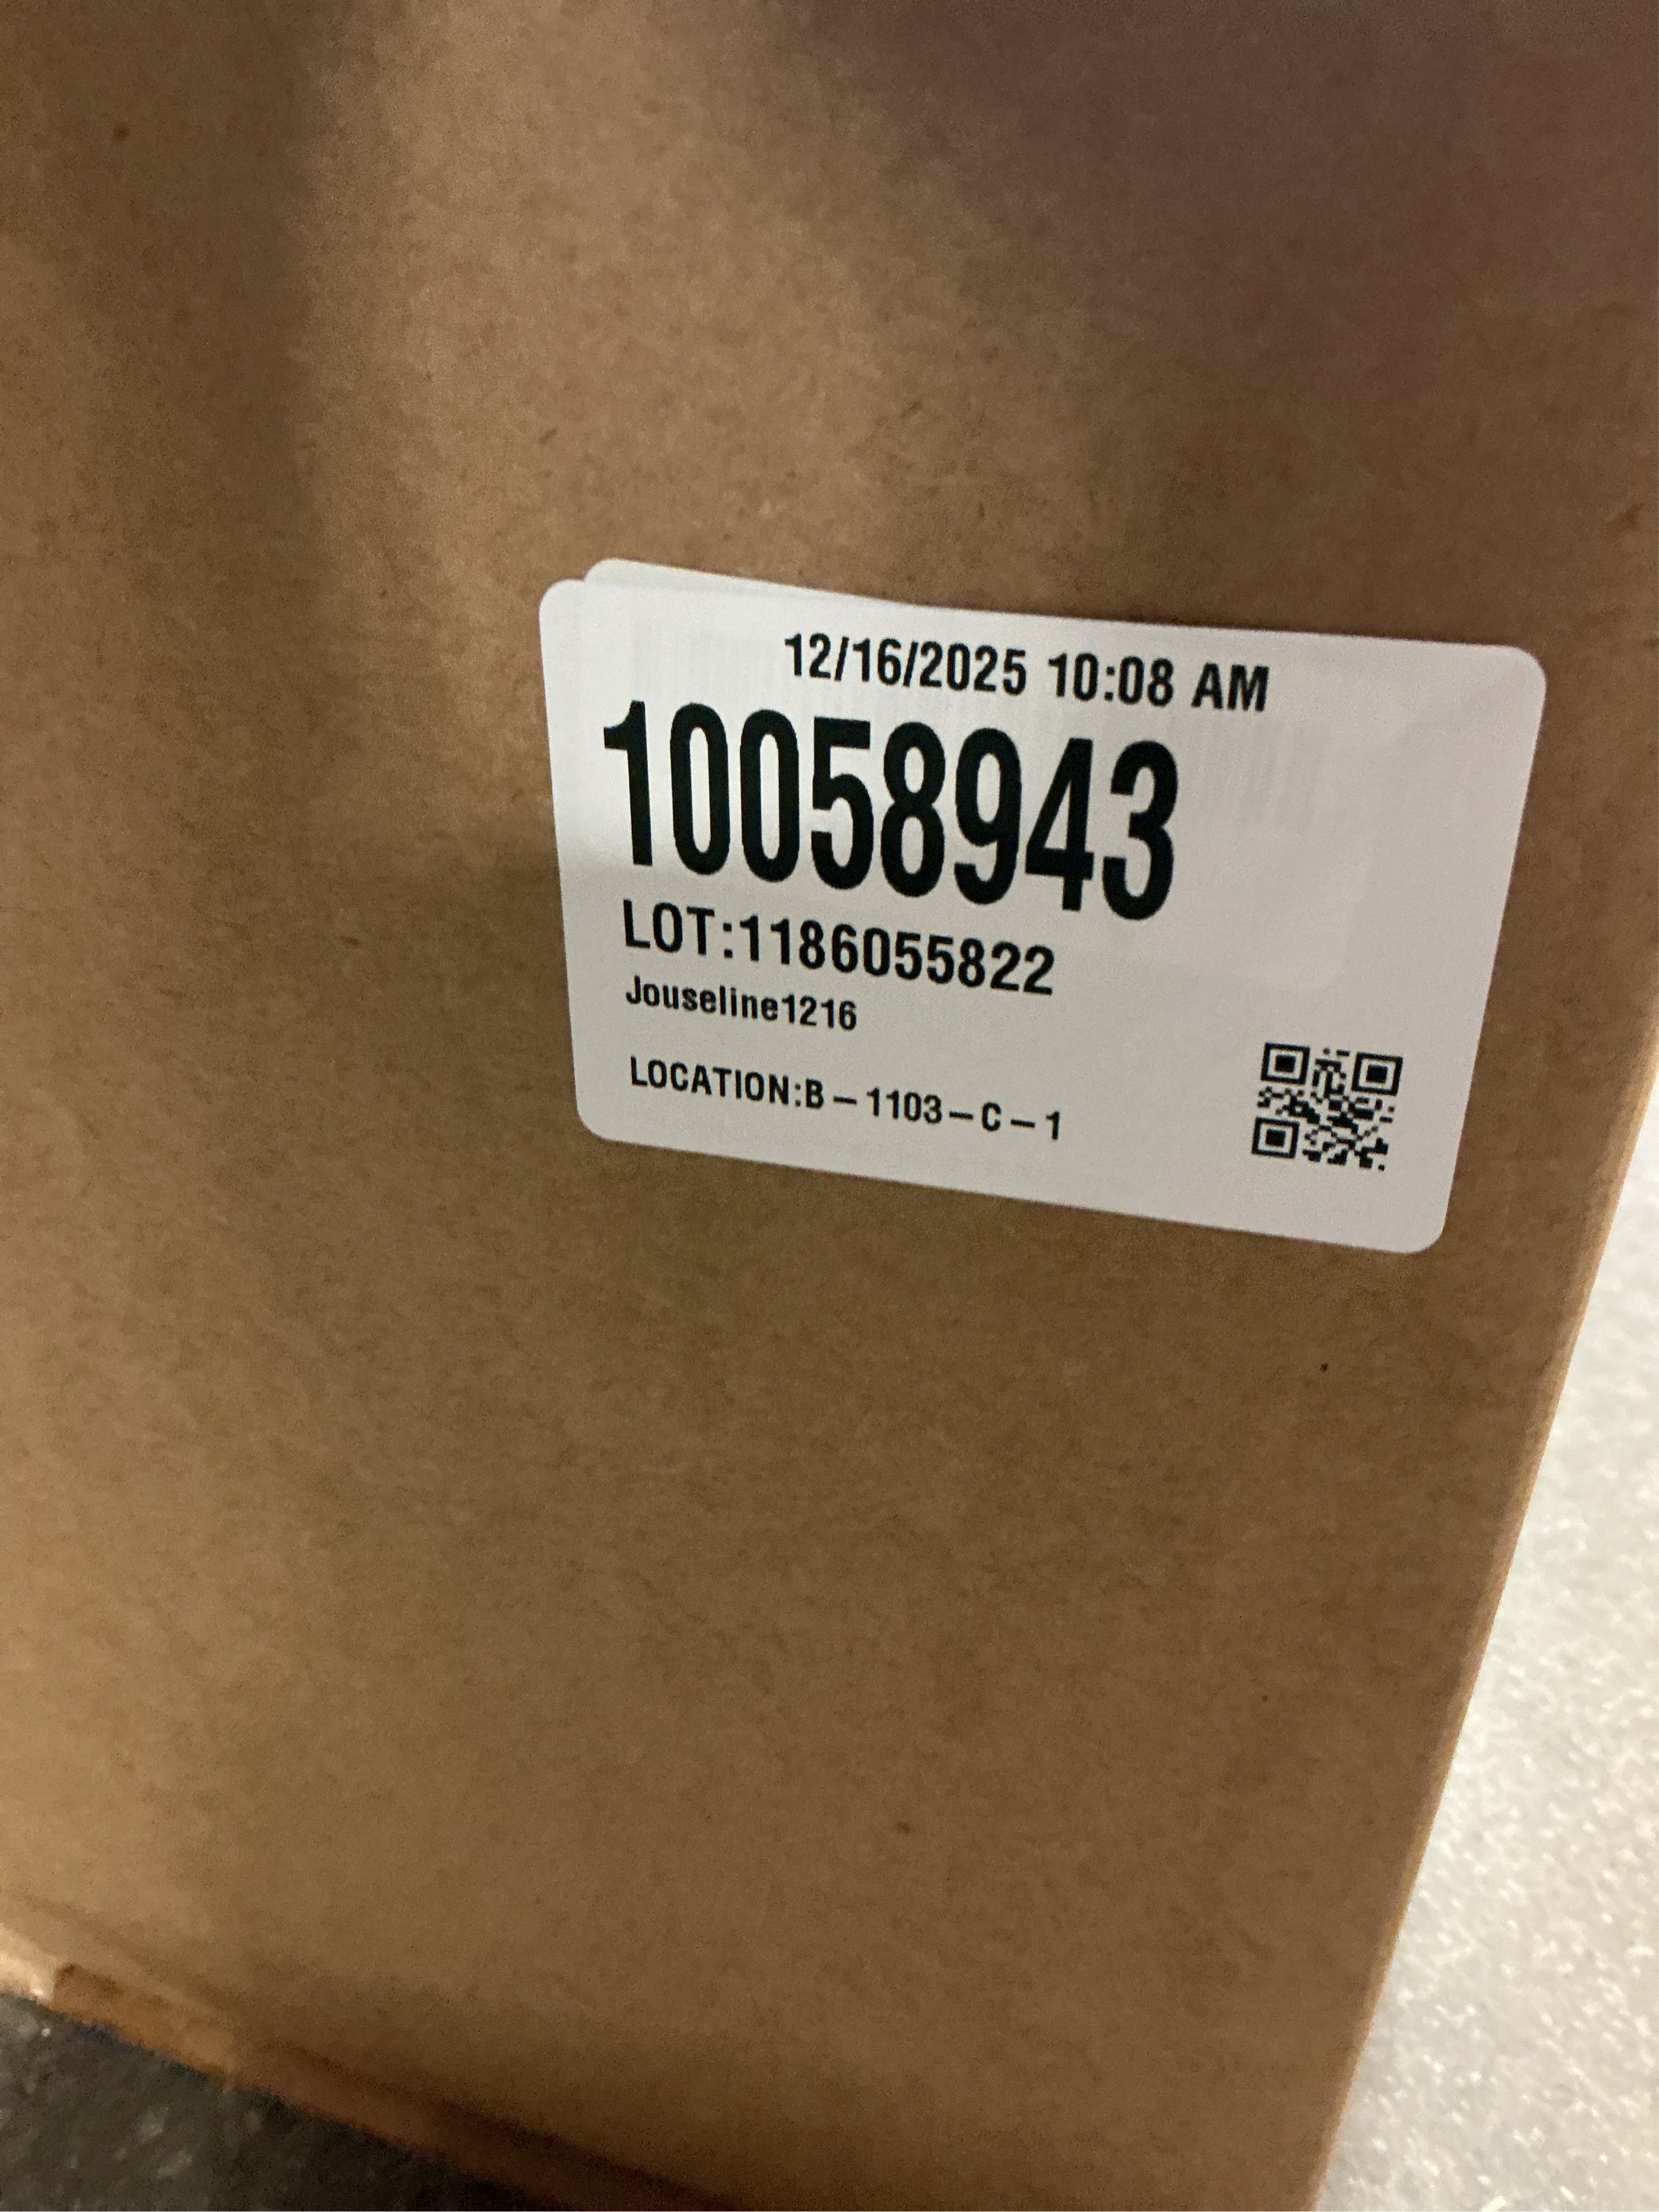 12/16/2025 10:08 AM
10058943
LOT:1186055822
Jouseline1216
LOCATION:B – 1103 – C – 1